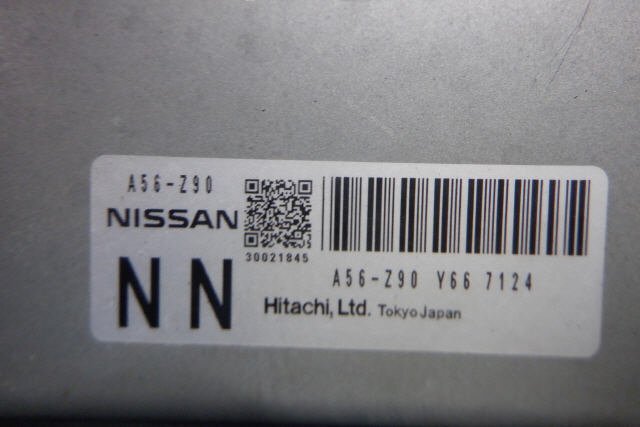 A56-Z90
NISSAN
30021845
NN
A56-Z90 Y66 7124
Hitachi, Ltd. Tokyo Japan